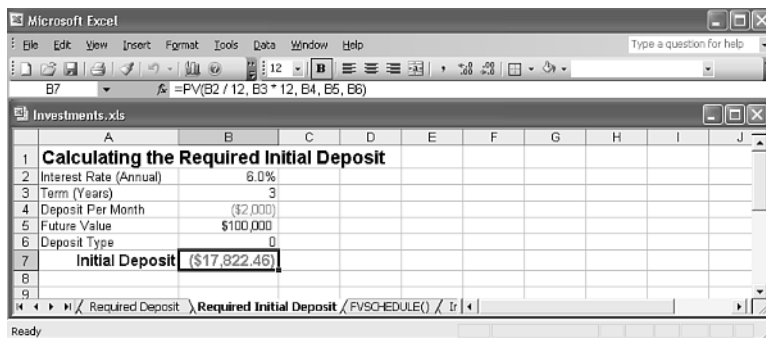 Microsoft Excel
File Edit View Insert Format Tools Data Window Help Type a question for help
12 B
B7 fx =PV(B2 / 12, B3 * 12, B4, B5, B6)
Investments.xls
A B C D E F G H I J
1 Calculating the Required Initial Deposit
2 Interest Rate (Annual) 6.0%
3 Term (Years) 3
4 Deposit Per Month ($2,000)
5 Future Value $100,000
6 Deposit Type 0
7 Initial Deposit ($17,822.46)
8
9
Required Deposit Required Initial Deposit FVSCHEDULE()
Ready